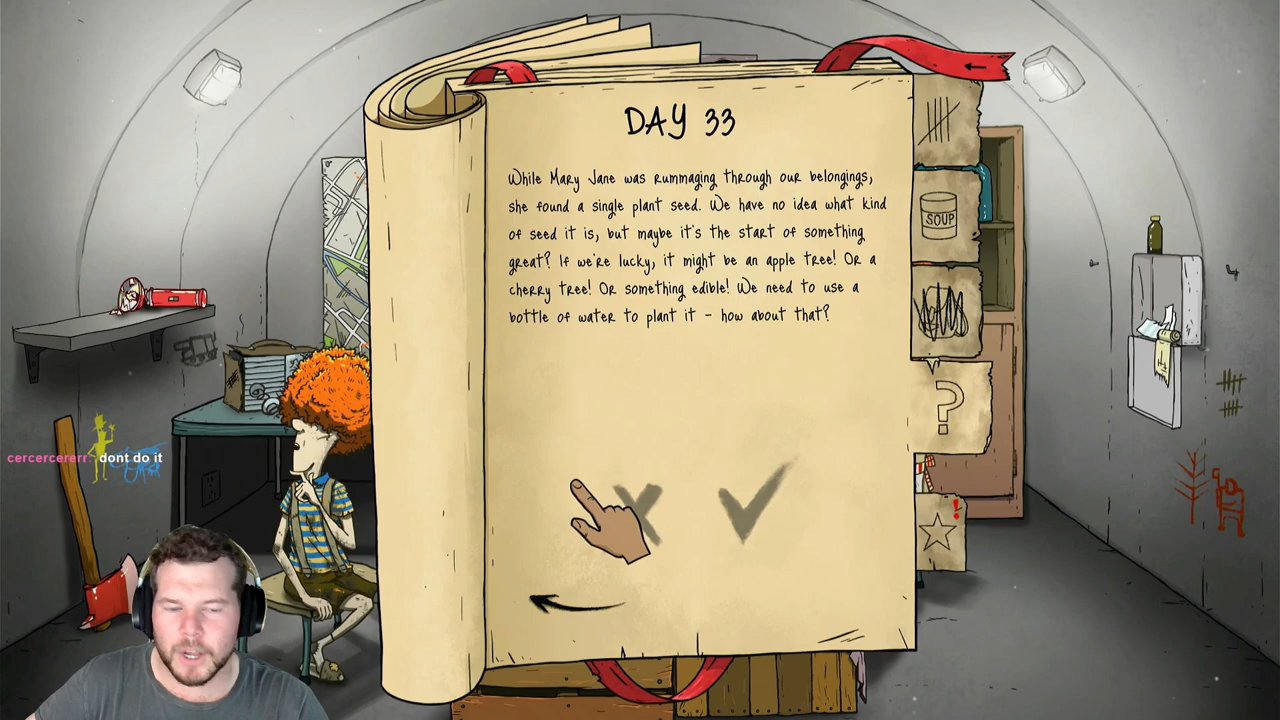 DAY 33
While Mary Jane was rummaging through our belongings,
she found a single plant seed. We have no idea what kind
of seed it is, but maybe it's the start of something
great? If we're lucky, it might be an apple tree! Or a
cherry tree! Or something edible! We need to use a
bottle of water to plant it - how about that?
SOUP
?
!
cercercererr: dont do it